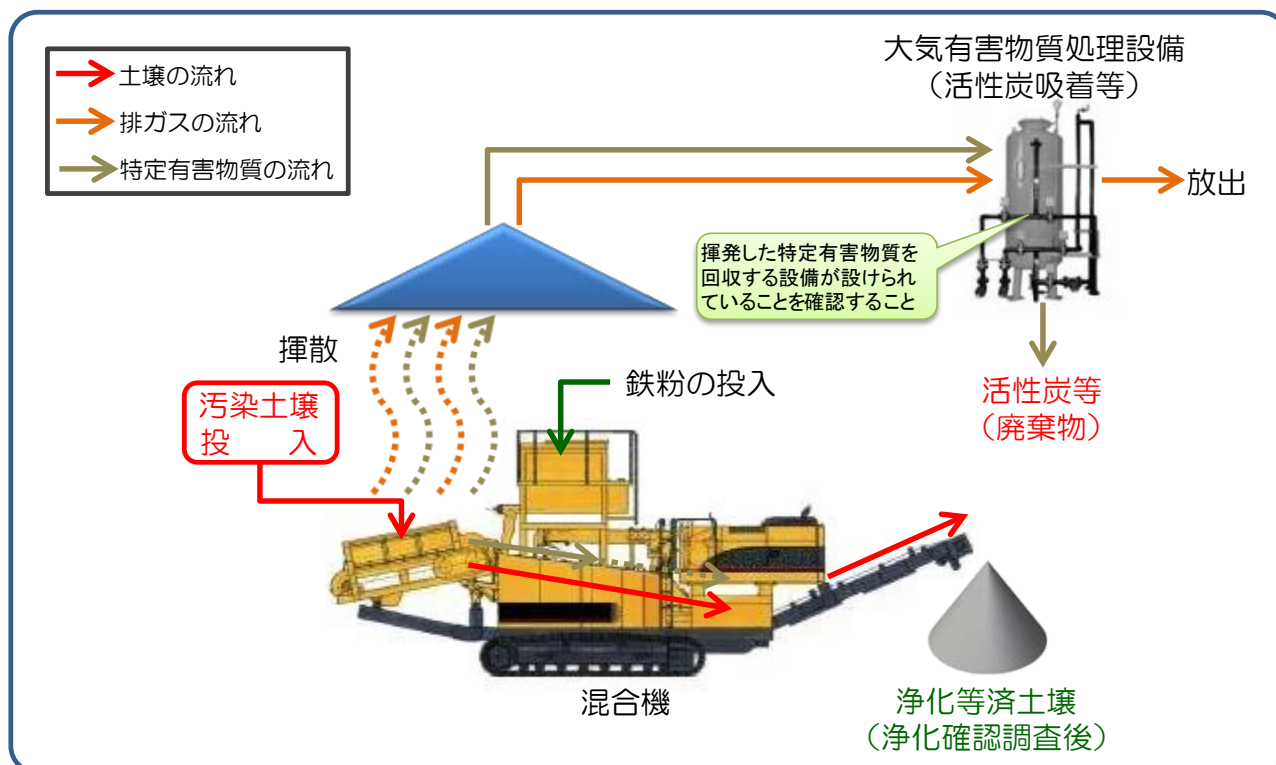 土壌の流れ
排ガスの流れ
特定有害物質の流れ
大気有害物質処理設備
(活性炭吸着等)
放出
揮発した特定有害物質を
回収する設備が設けられ
ていることを確認すること
揮散
鉄粉の投入
汚染土壌
投　　入
活性炭等
(廃棄物)
混合機
浄化等済土壌
(浄化確認調査後)